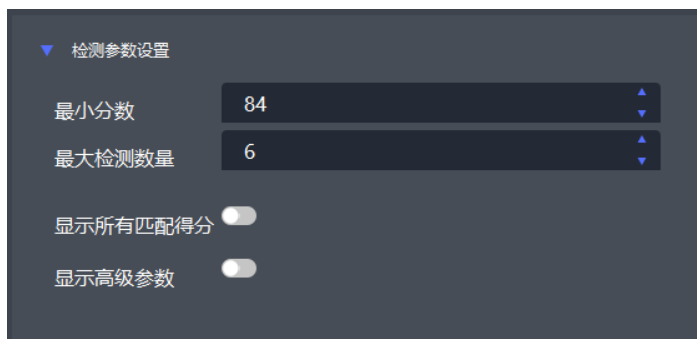 检测参数设置
最小分数 84
最大检测数量 6
显示所有匹配得分
显示高级参数